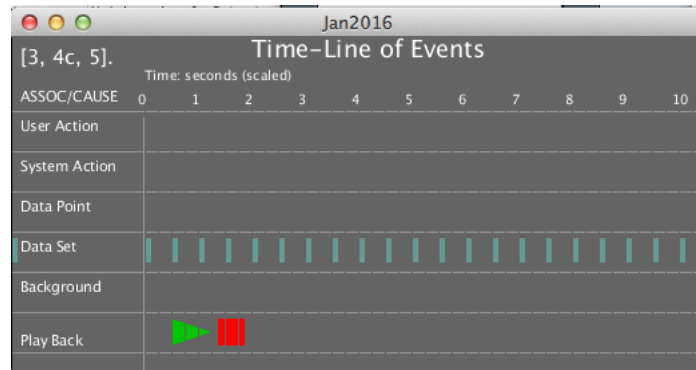 Jan2016
[3, 4c, 5].
Time-Line of Events
Time: seconds (scaled)
ASSOC/CAUSE 0 1 2 3 4 5 6 7 8 9 10
User Action
System Action
Data Point
Data Set
Background
Play Back